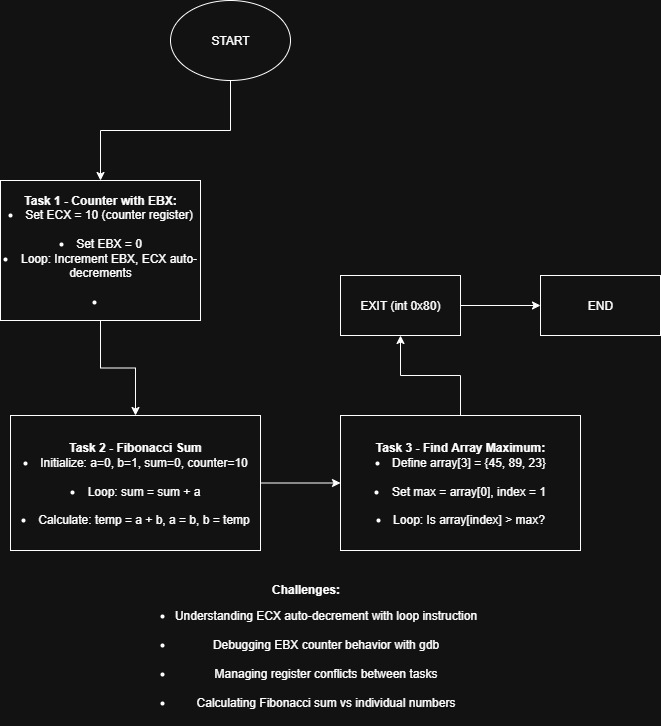 START
Task 1 - Counter with EBX:
• Set ECX = 10 (counter register)
• Set EBX = 0
• Loop: Increment EBX, ECX auto-
decrements
•
EXIT (int 0x80)
END
Task 2 - Fibonacci Sum
• Initialize: a=0, b=1, sum=0, counter=10
• Loop: sum = sum + a
• Calculate: temp = a + b, a = b, b = temp
Task 3 - Find Array Maximum:
• Define array[3] = {45, 89, 23}
• Set max = array[0], index = 1
• Loop: Is array[index] > max?
Challenges:
• Understanding ECX auto-decrement with loop instruction
• Debugging EBX counter behavior with gdb
• Managing register conflicts between tasks
• Calculating Fibonacci sum vs individual numbers